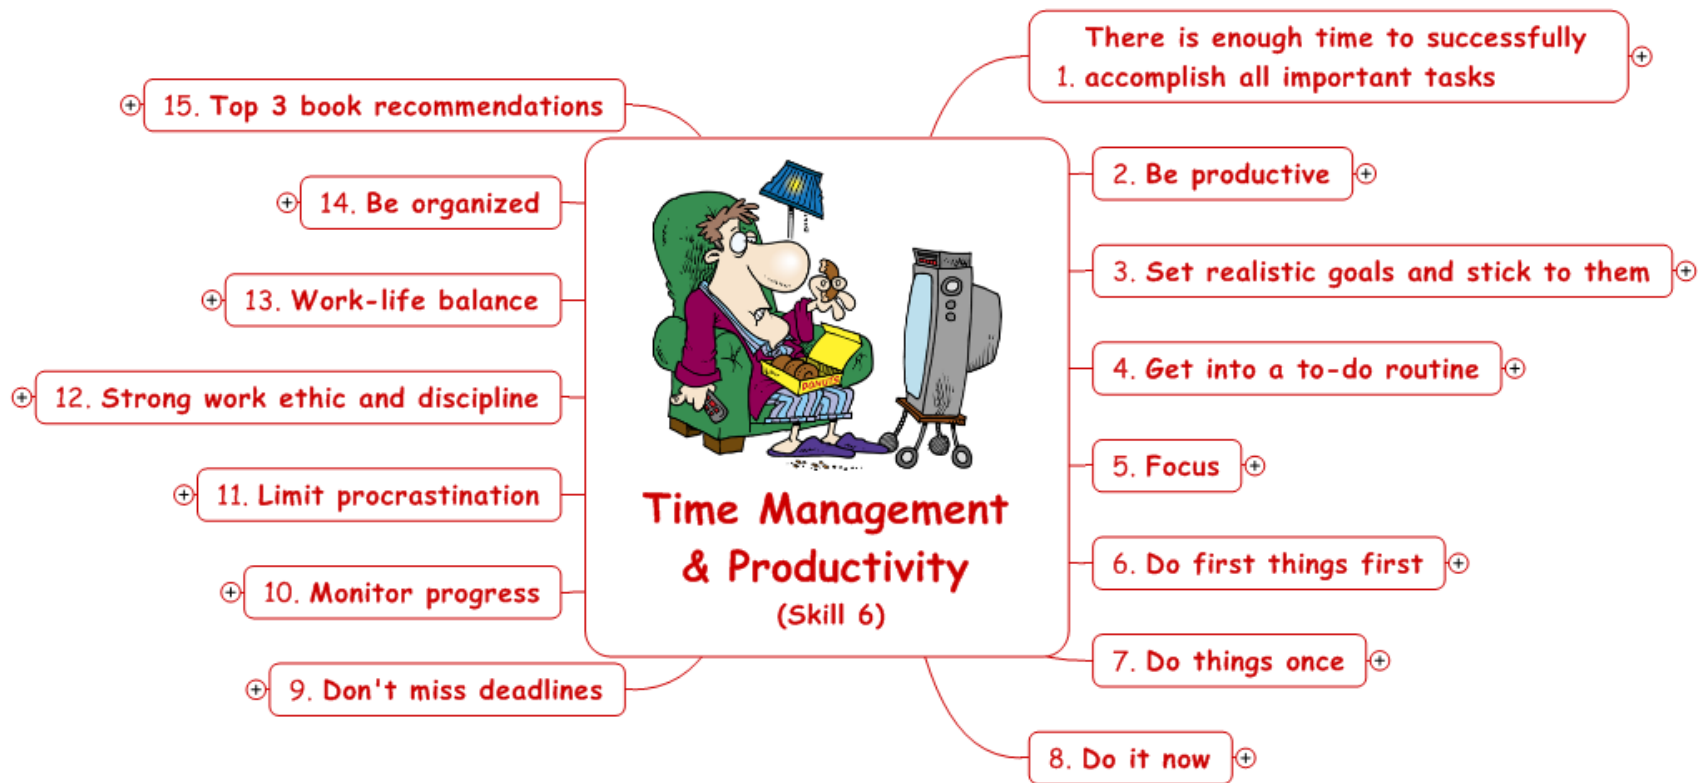 There is enough time to successfully
1. accomplish all important tasks
2. Be productive
3. Set realistic goals and stick to them
4. Get into a to-do routine
5. Focus
6. Do first things first
7. Do things once
8. Do it now
9. Don't miss deadlines
10. Monitor progress
11. Limit procrastination
12. Strong work ethic and discipline
13. Work-life balance
14. Be organized
15. Top 3 book recommendations
DONUTS
Time Management
& Productivity
(Skill 6)